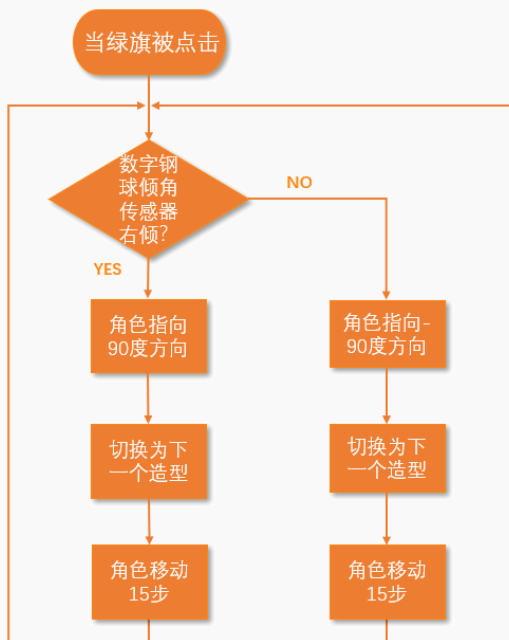 当绿旗被点击
数字钢
球倾角
传感器
右倾?
NO
YES
角色指向
90度方向
角色指向-
90度方向
切换为下
一个造型
切换为下
一个造型
角色移动
15步
角色移动
15步